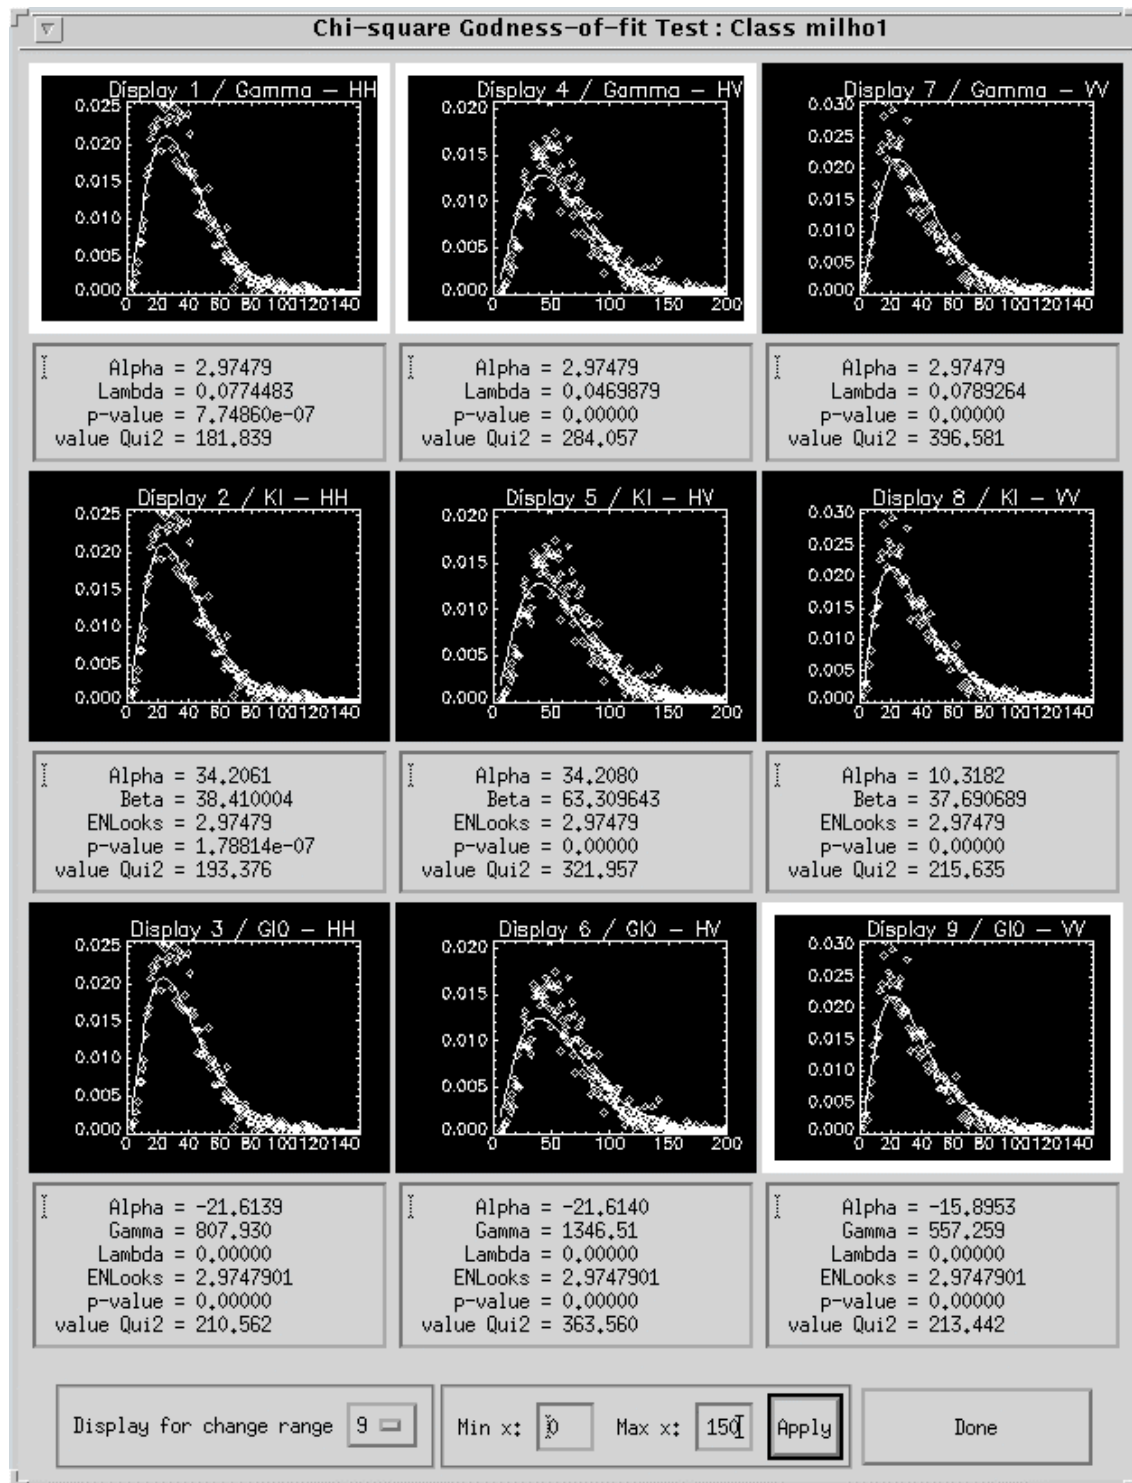 Chi-square Godness-of-fit Test : Class milho1
Display 1 / Gamma - HH
0.025
0.020
0.015
0.010
0.005
0.000
0 20 40 60 80 100120140
Display 4 / Gamma - HV
0.020
0.015
0.010
0.005
0.000
0 50 100 150 200
Display 7 / Gamma - VV
0.030
0.025
0.020
0.015
0.010
0.005
0.000
0 20 40 60 80 100120140
Alpha = 2.97479
Lambda = 0.0774483
p-value = 7.74860e-07
value Qui2 = 181.839
Alpha = 2.97479
Lambda = 0.0469879
p-value = 0.00000
value Qui2 = 284.057
Alpha = 2.97479
Lambda = 0.0789264
p-value = 0.00000
value Qui2 = 396.581
Display 2 / KI - HH
0.025
0.020
0.015
0.010
0.005
0.000
0 20 40 60 80 100120140
Display 5 / KI - HV
0.020
0.015
0.010
0.005
0.000
0 50 100 150 200
Display 8 / KI - VV
0.030
0.025
0.020
0.015
0.010
0.005
0.000
0 20 40 60 80 100120140
Alpha = 34.2061
Beta = 38.410004
ENLooks = 2.97479
p-value = 1.78814e-07
value Qui2 = 193.376
Alpha = 34.2080
Beta = 63.309643
ENLooks = 2.97479
p-value = 0.00000
value Qui2 = 321.957
Alpha = 10.3182
Beta = 37.690689
ENLooks = 2.97479
p-value = 0.00000
value Qui2 = 215.635
Display 3 / GI0 - HH
0.025
0.020
0.015
0.010
0.005
0.000
0 20 40 60 80 100120140
Display 6 / GI0 - HV
0.020
0.015
0.010
0.005
0.000
0 50 100 150 200
Display 9 / GI0 - VV
0.030
0.025
0.020
0.015
0.010
0.005
0.000
0 20 40 60 80 100120140
Alpha = -21.6139
Gamma = 807.930
Lambda = 0.00000
ENLooks = 2.9747901
p-value = 0.00000
value Qui2 = 210.562
Alpha = -21.6140
Gamma = 1346.51
Lambda = 0.00000
ENLooks = 2.9747901
p-value = 0.00000
value Qui2 = 363.560
Alpha = -15.8953
Gamma = 557.259
Lambda = 0.00000
ENLooks = 2.9747901
p-value = 0.00000
value Qui2 = 213.442
Display for change range 9 Min x: 0 Max x: 150 Apply Done